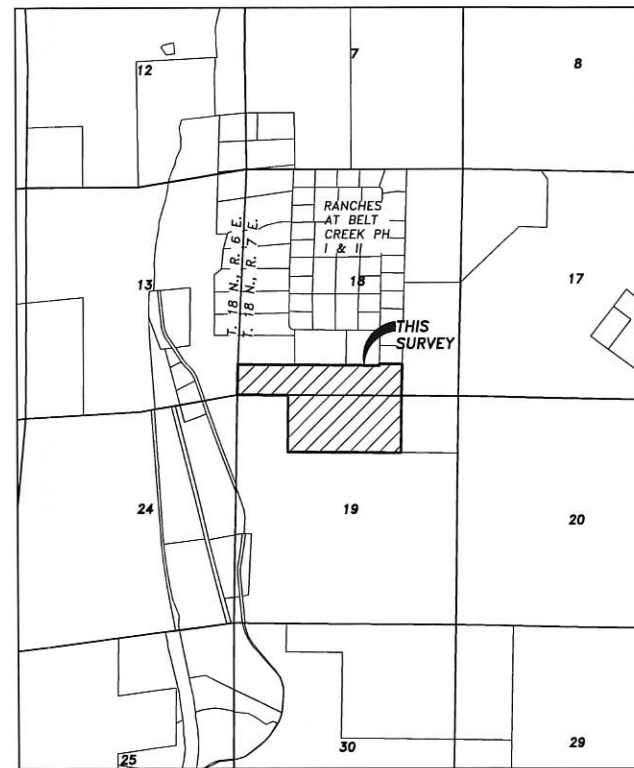 7
8
12
RANCHES
AT BELT
CREEK PH
I & II
T. 18 N., R. 6 E.
T. 18 N., R. 7 E.
18
13
17
THIS
SURVEY
24
19
20
25
30
29